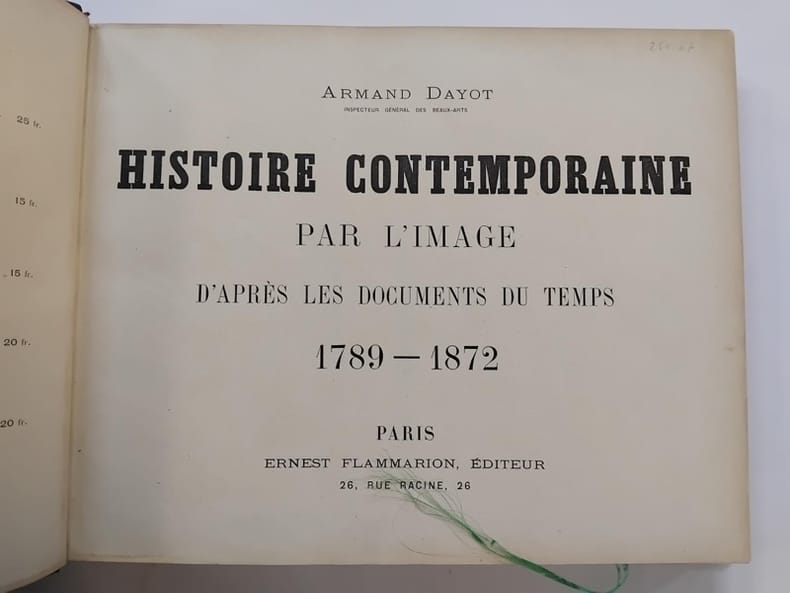 25 fr.
15 fr.
15 fr.
20 fr.
20 fr.
ARMAND DAYOT
INSPECTEUR GÉNÉRAL DES BEAUX-ARTS
HISTOIRE CONTEMPORAINE
PAR L'IMAGE
D'APRÈS LES DOCUMENTS DU TEMPS
1789 — 1872
PARIS
ERNEST FLAMMARION, ÉDITEUR
26, RUE RACINE, 26